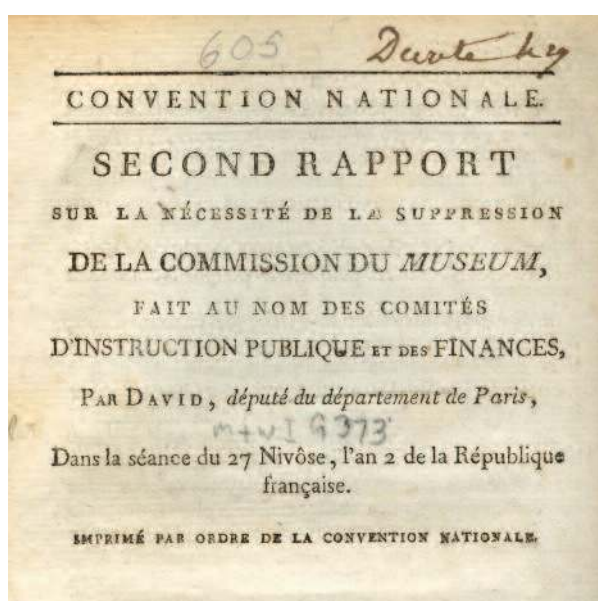 605
CONVENTION NATIONALE.
SECOND RAPPORT
SUR LA NÉCESSITÉ DE LA SUPPRESSION
DE LA COMMISSION DU MUSEUM,
FAIT AU NOM DES COMITÉS
D'INSTRUCTION PUBLIQUE ET DES FINANCES,
PAR DAVID, député du département de Paris,
G373
Dans la séance du 27 Nivôse, l'an 2 de la République
française.
IMPRIMÉ PAR ORDRE DE LA CONVENTION NATIONALE.